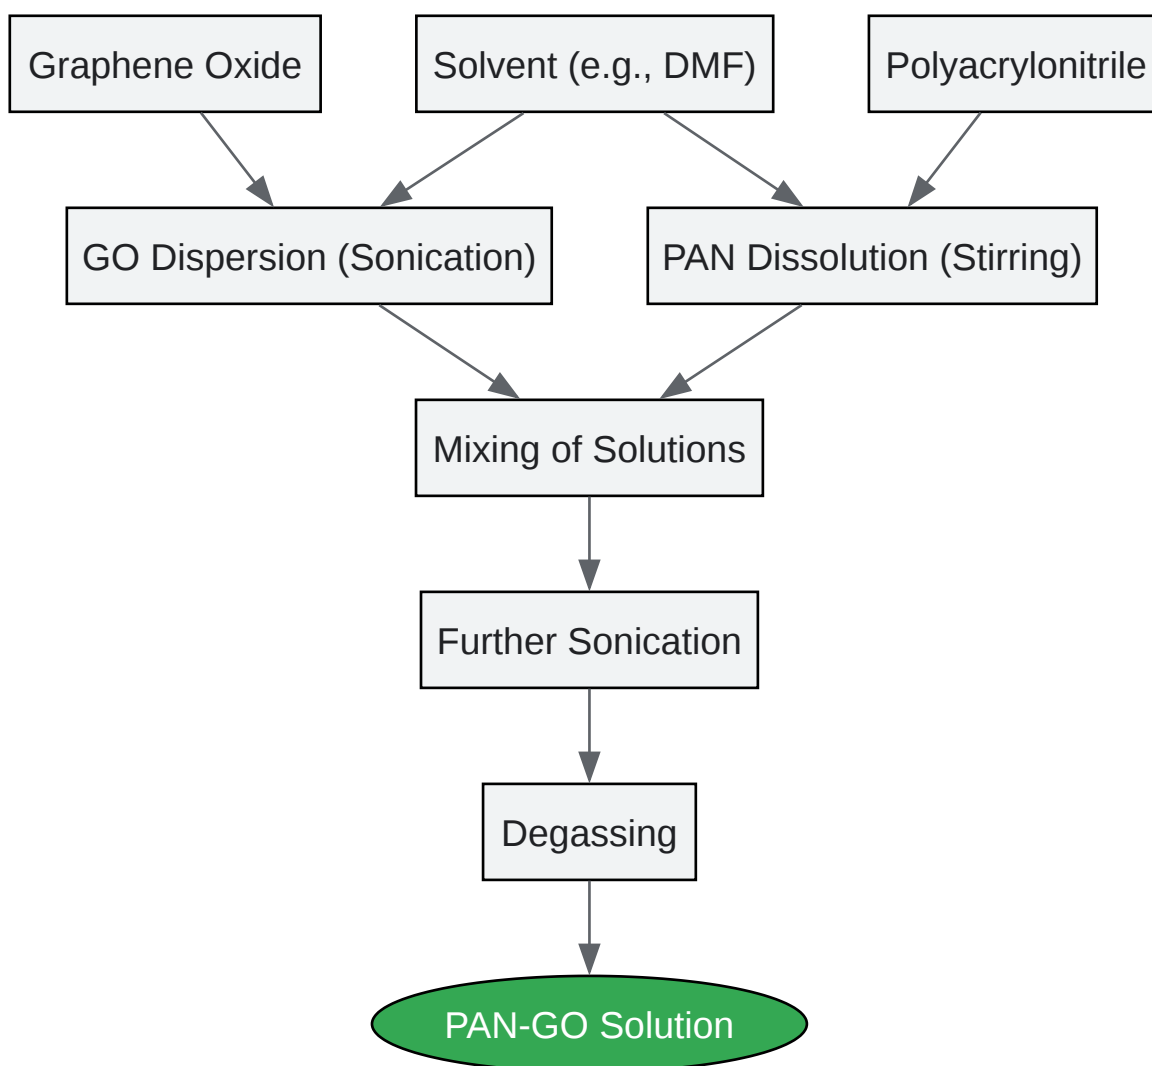 Graphene Oxide
Solvent (e.g., DMF)
Polyacrylonitrile
GO Dispersion (Sonication)
PAN Dissolution (Stirring)
Mixing of Solutions
Further Sonication
Degassing
PAN-GO Solution